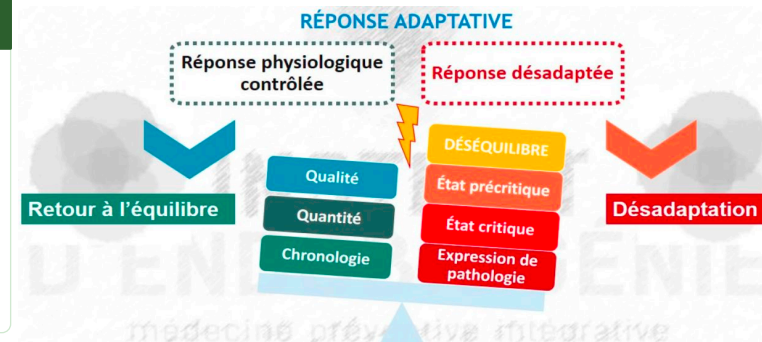 RÉPONSE ADAPTATIVE
Réponse physiologique
contrôlée
Réponse désadaptée
Retour à l'équilibre
Qualité
Quantité
Chronologie
DÉSÉQUILIBRE
État précritique
État critique
Expression de
pathologie
Désadaptation
médecine préventive intégrative